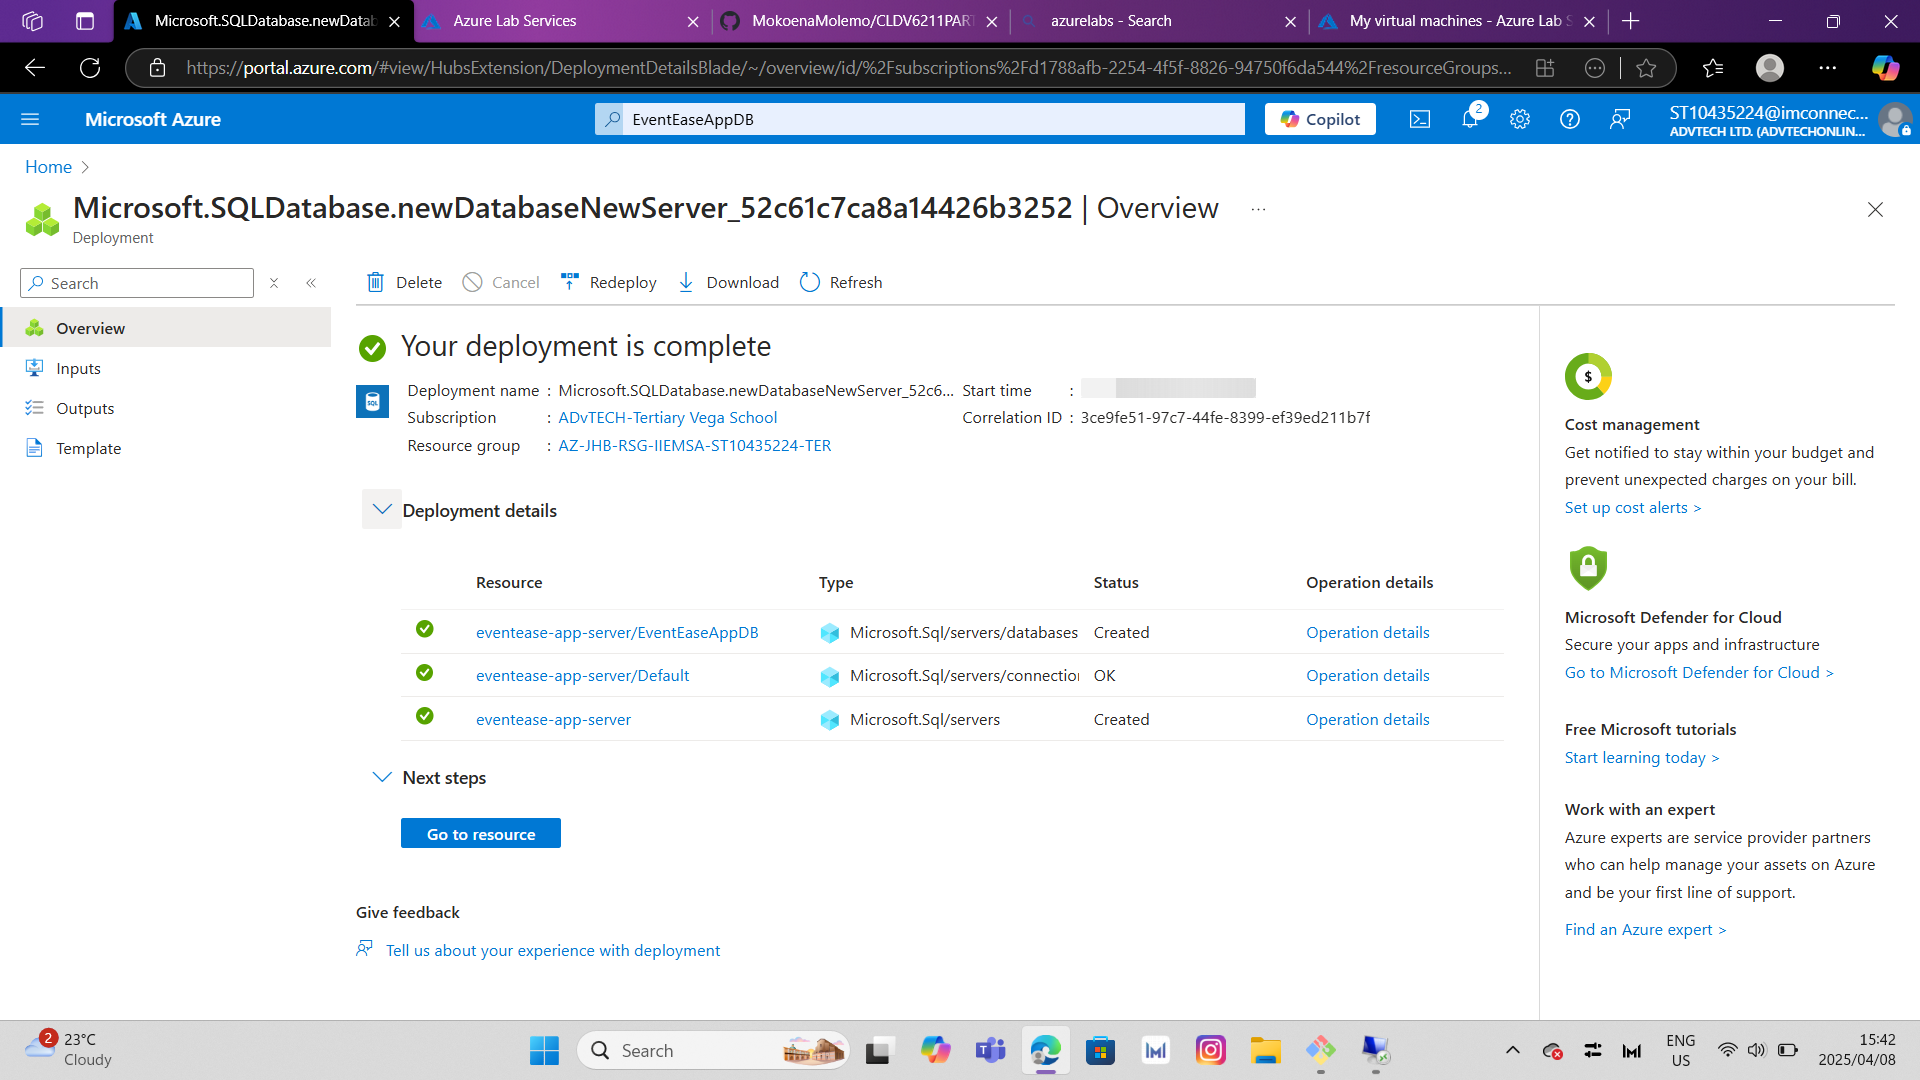 Microsoft.SQLDatabase.newDatab
Azure Lab Services
MokoenaMolemo/CLDV6211PART
azurelabs - Search
My virtual machines - Azure Lab S
https://portal.azure.com/#view/HubsExtension/DeploymentDetailsBlade/~/overview/id/%2Fsubscriptions%2Fd1788afb-2254-4f5f-8826-94750f6da544%2FresourceGroups...
Microsoft Azure
EventEaseAppDB
Copilot
2
ST10435224@imconnec...
ADVTECH LTD. (ADVTECHONLIN...
Home
Microsoft.SQLDatabase.newDatabaseNewServer_52c61c7ca8a14426b3252 | Overview
...
Deployment
Search
Delete
Cancel
Redeploy
Download
Refresh
Overview
Inputs
Outputs
Template
Your deployment is complete
SQL
Deployment name : Microsoft.SQLDatabase.newDatabaseNewServer_52c6...
Subscription : ADvTECH-Tertiary Vega School
Resource group : AZ-JHB-RSG-IIEMSA-ST10435224-TER
Start time :
Correlation ID : 3ce9fe51-97c7-44fe-8399-ef39ed211b7f
Deployment details
Resource Type Status Operation details
eventease-app-server/EventEaseAppDB Microsoft.Sql/servers/databases Created Operation details
eventease-app-server/Default Microsoft.Sql/servers/connection OK Operation details
eventease-app-server Microsoft.Sql/servers Created Operation details
Next steps
Go to resource
Give feedback
Tell us about your experience with deployment
$
Cost management
Get notified to stay within your budget and
prevent unexpected charges on your bill.
Set up cost alerts >
Microsoft Defender for Cloud
Secure your apps and infrastructure
Go to Microsoft Defender for Cloud >
Free Microsoft tutorials
Start learning today >
Work with an expert
Azure experts are service provider partners
who can help manage your assets on Azure
and be your first line of support.
Find an Azure expert >
2
23°C
Cloudy
Search
ENG
US
15:42
2025/04/08